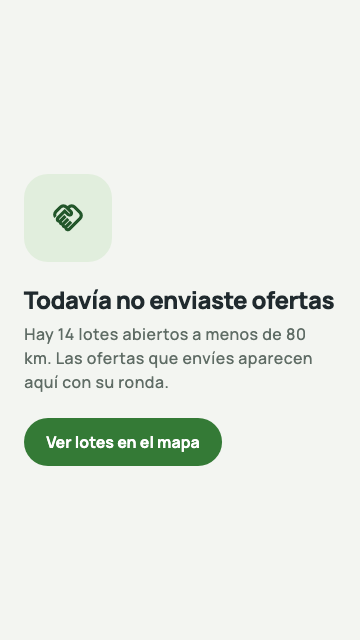 Todavía no enviaste ofertas
Hay 14 lotes abiertos a menos de 80
km. Las ofertas que envíes aparecen
aquí con su ronda.
Ver lotes en el mapa